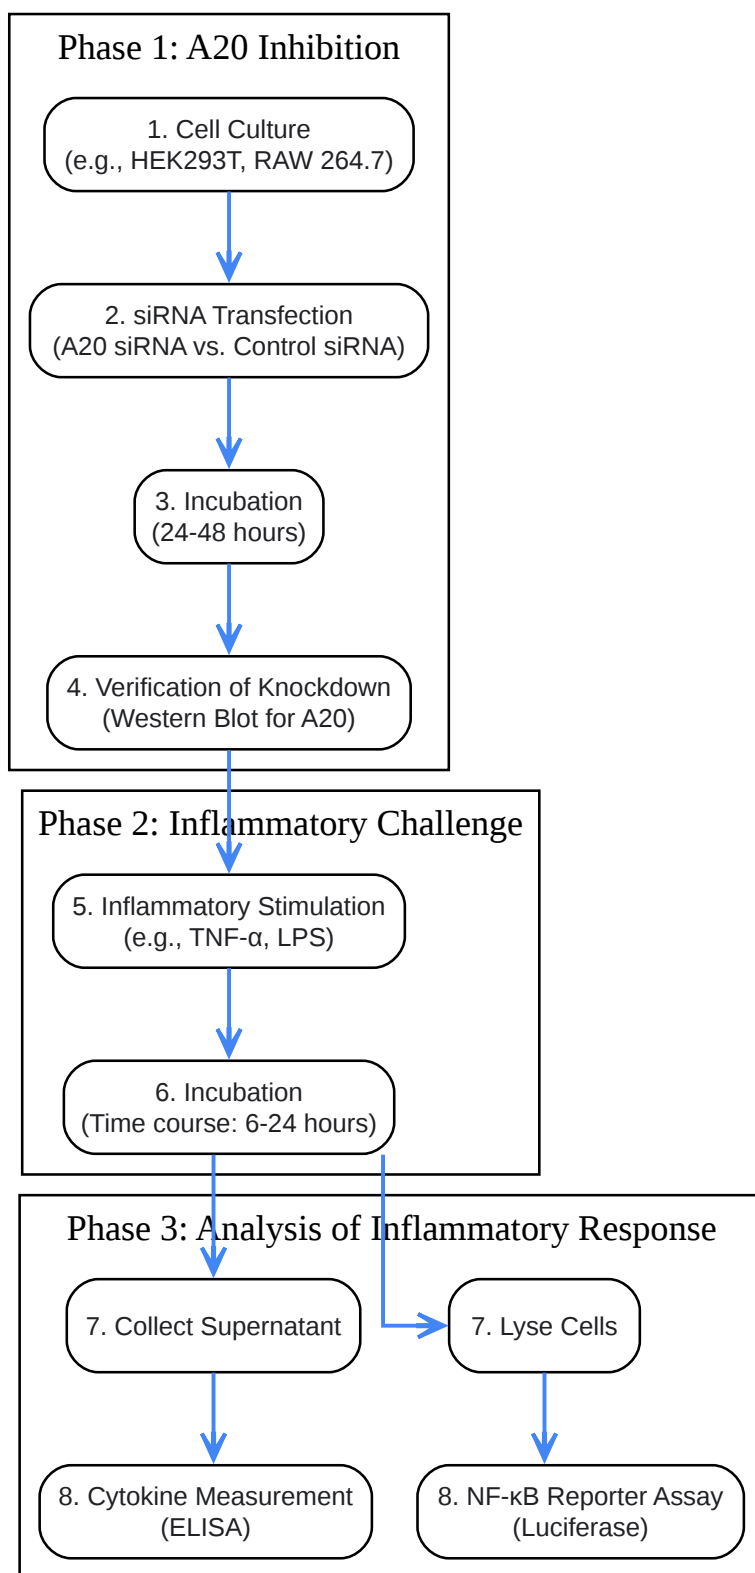 Phase 1: A20 Inhibition
1. Cell Culture
(e.g., HEK293T, RAW 264.7)
2. siRNA Transfection
(A20 siRNA vs. Control siRNA)
3. Incubation
(24-48 hours)
4. Verification of Knockdown
(Western Blot for A20)
Phase 2: Inflammatory Challenge
5. Inflammatory Stimulation
(e.g., TNF-α, LPS)
6. Incubation
(Time course: 6-24 hours)
Phase 3: Analysis of Inflammatory Response
7. Collect Supernatant
7. Lyse Cells
8. Cytokine Measurement
(ELISA)
8. NF-κB Reporter Assay
(Luciferase)